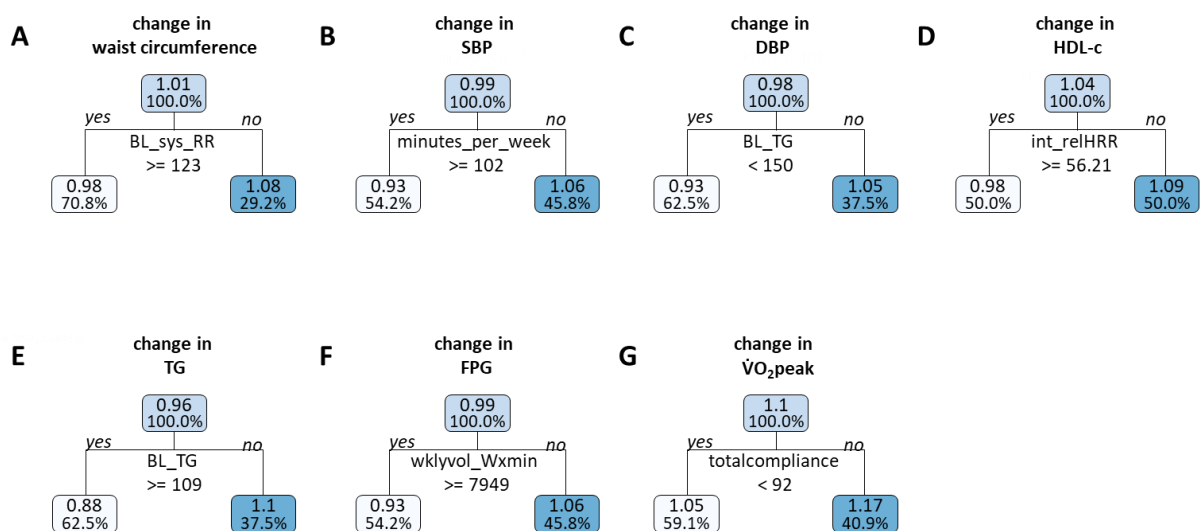 A
change in
waist circumference
1.01
100.0%
yes
no
BL_sys_RR
>= 123
0.98
70.8%
1.08
29.2%
B
change in
SBP
0.99
100.0%
yes
no
minutes_per_week
>= 102
0.93
54.2%
1.06
45.8%
C
change in
DBP
0.98
100.0%
yes
no
BL_TG
< 150
0.93
62.5%
1.05
37.5%
D
change in
HDL-c
1.04
100.0%
yes
no
int_relHRR
>= 56.21
0.98
50.0%
1.09
50.0%
E
change in
TG
0.96
100.0%
yes
no
BL_TG
>= 109
0.88
62.5%
1.1
37.5%
F
change in
FPG
0.99
100.0%
yes
no
wklyvol_Wxmin
>= 7949
0.93
54.2%
1.06
45.8%
G
change in
V̇O₂peak
1.1
100.0%
yes
no
totalcompliance
< 92
1.05
59.1%
1.17
40.9%